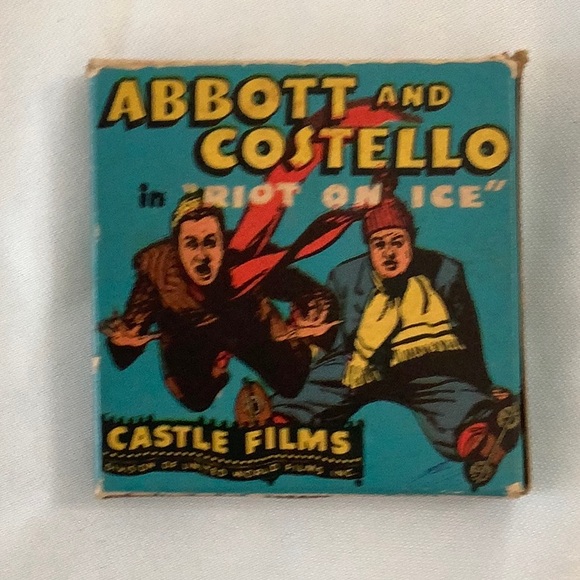 ABBOTT AND
COSTELLO
in "RIOT ON ICE"
CASTLE FILMS
DIVISION OF UNITED WORLD FILMS INC.